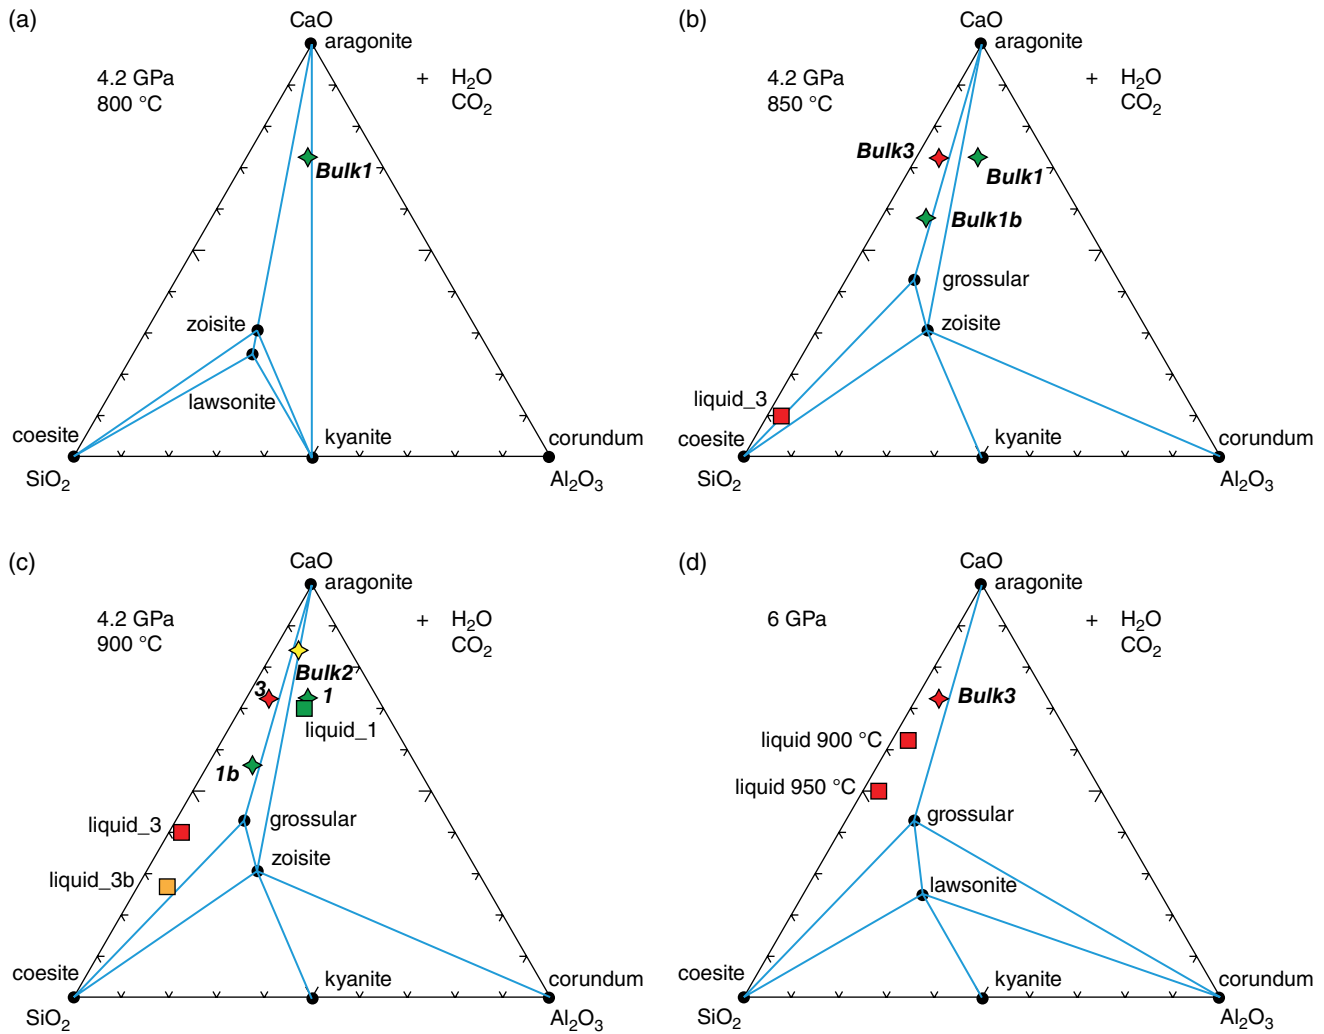 (a)
CaO
aragonite
4.2 GPa
800 °C
+ H₂O
CO₂
Bulk1
zoisite
lawsonite
coesite
kyanite
corundum
SiO₂
Al₂O₃
(b)
CaO
aragonite
4.2 GPa
850 °C
+ H₂O
CO₂
Bulk3
Bulk1
Bulk1b
grossular
zoisite
liquid_3
coesite
kyanite
corundum
SiO₂
Al₂O₃
(c)
CaO
aragonite
4.2 GPa
900 °C
+ H₂O
CO₂
Bulk2
3
1
liquid_1
1b
grossular
liquid_3
zoisite
liquid_3b
coesite
kyanite
corundum
SiO₂
Al₂O₃
(d)
CaO
aragonite
6 GPa
+ H₂O
CO₂
Bulk3
liquid 900 °C
liquid 950 °C
grossular
lawsonite
coesite
kyanite
corundum
SiO₂
Al₂O₃